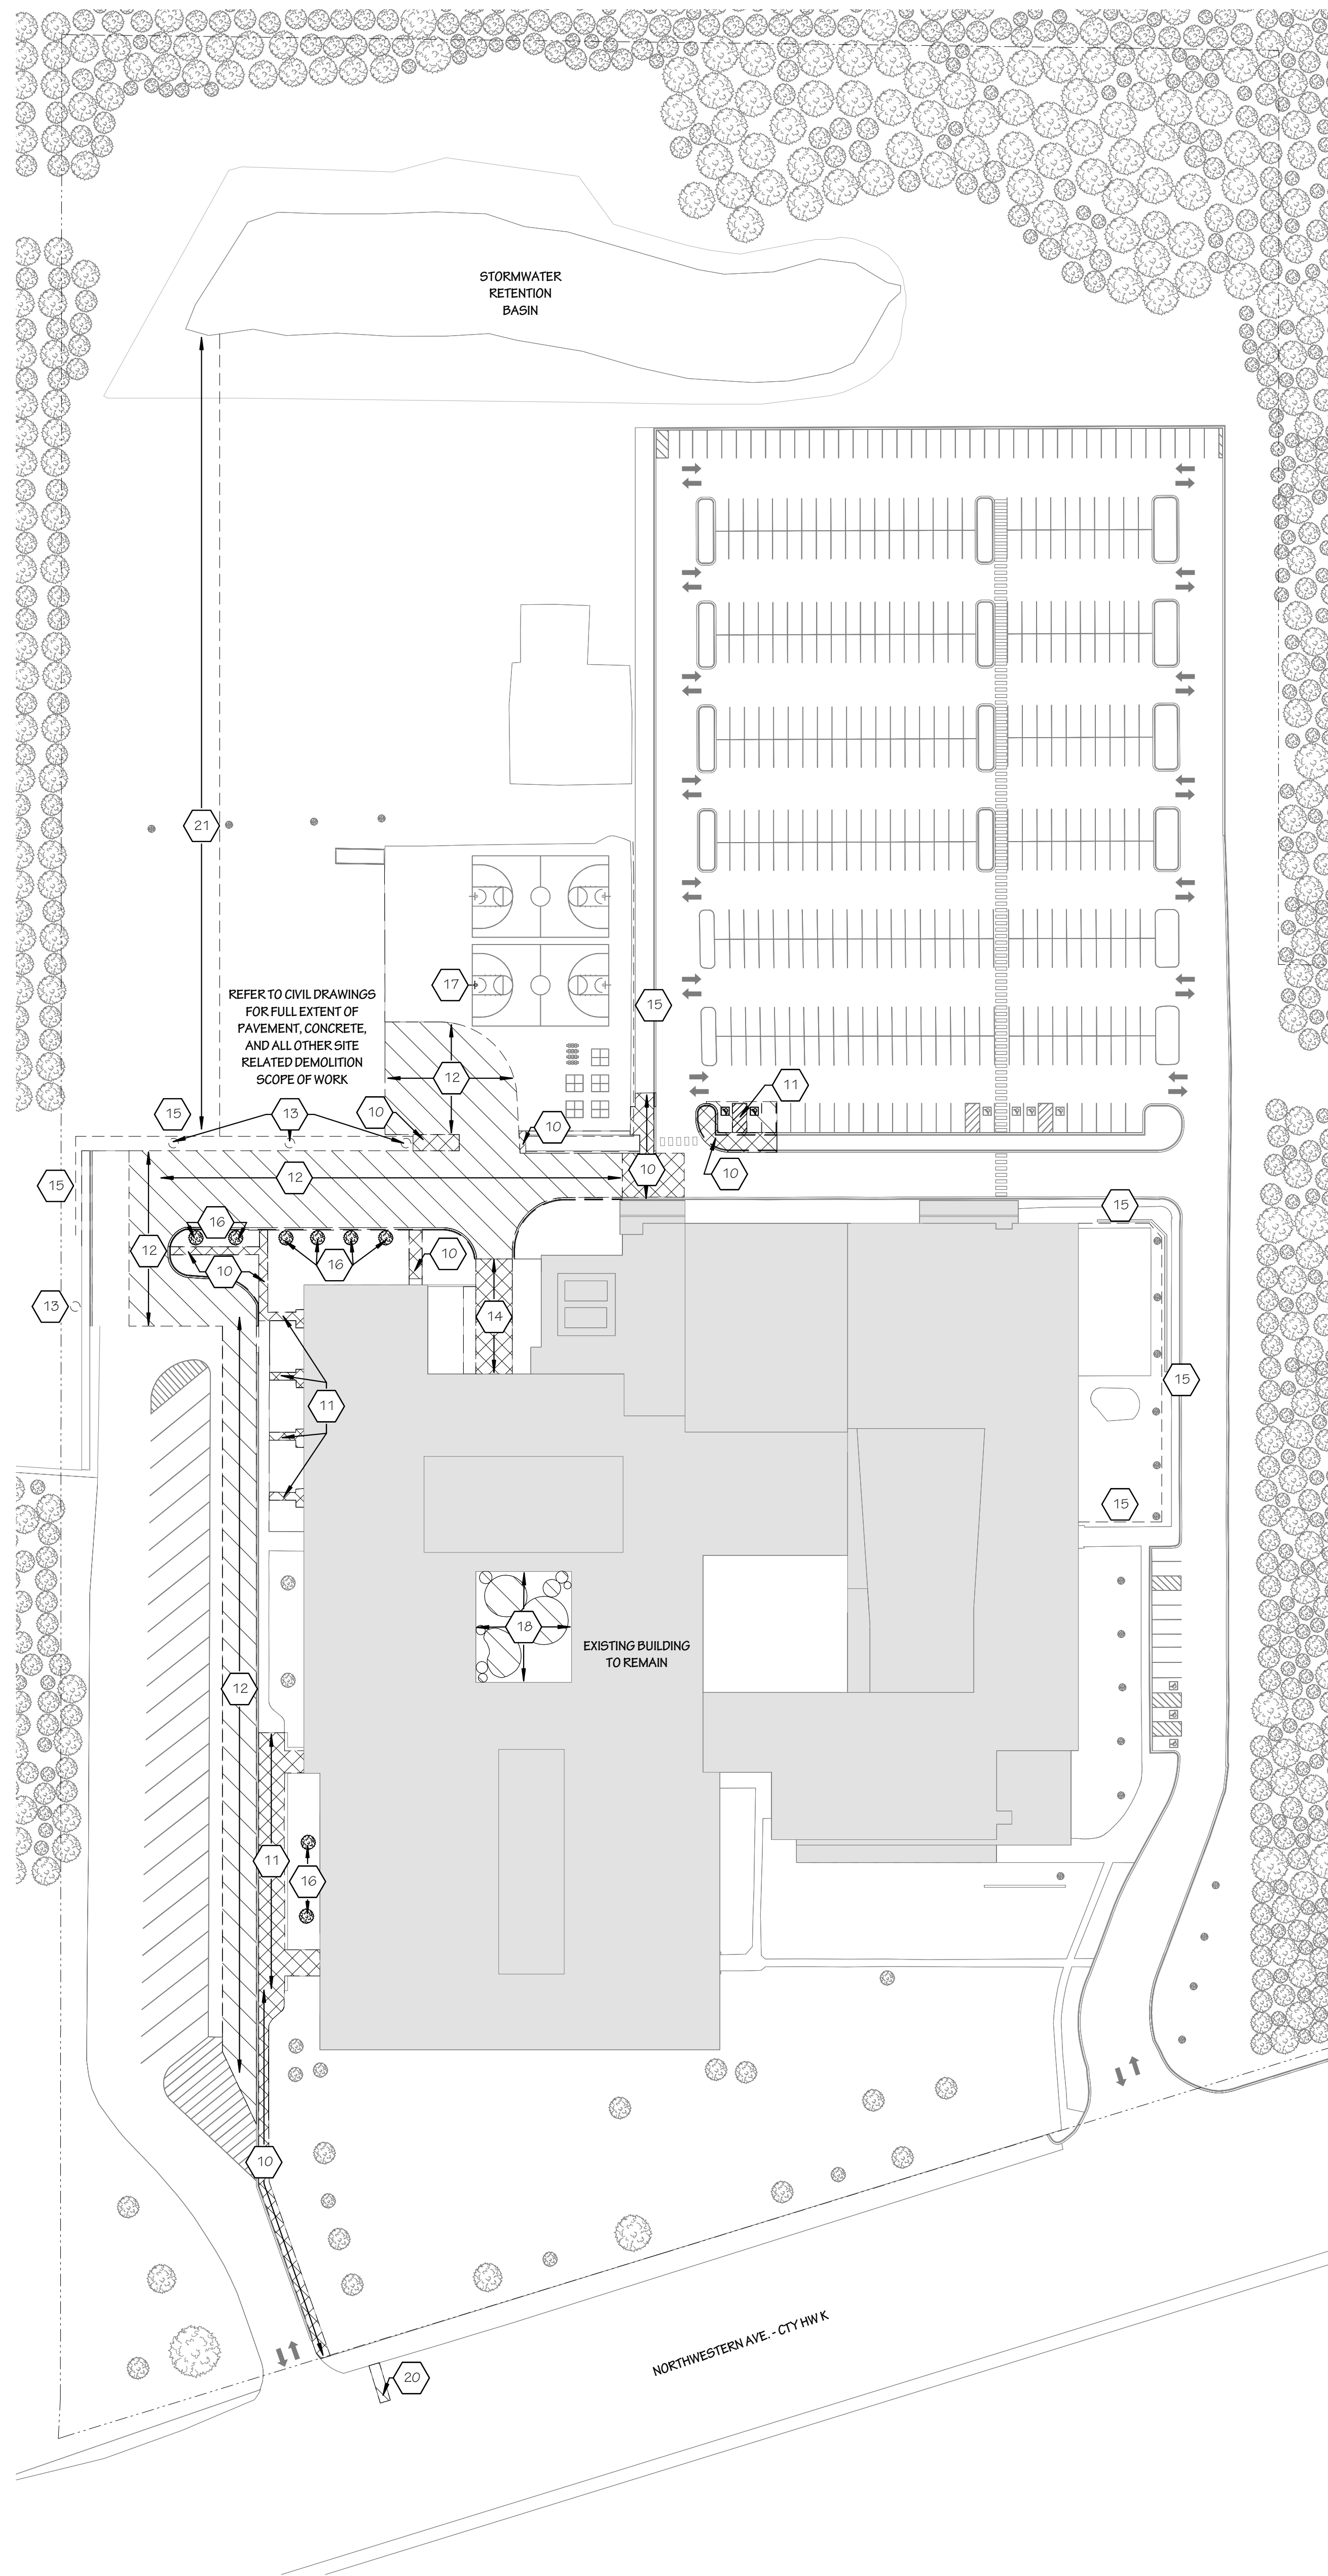 STORMWATER
RETENTION
BASIN
21
17
REFER TO CIVIL DRAWINGS
FOR FULL EXTENT OF
PAVEMENT, CONCRETE,
AND ALL OTHER SITE
RELATED DEMOLITION
SCOPE OF WORK
15
12
11
15
13
10
10
10
10
12
15
15
16
12
10
16
10
13
14
15
11
15
18
EXISTING BUILDING
TO REMAIN
12
11
16
10
NORTHWESTERN AVE. - CTY HW K
20